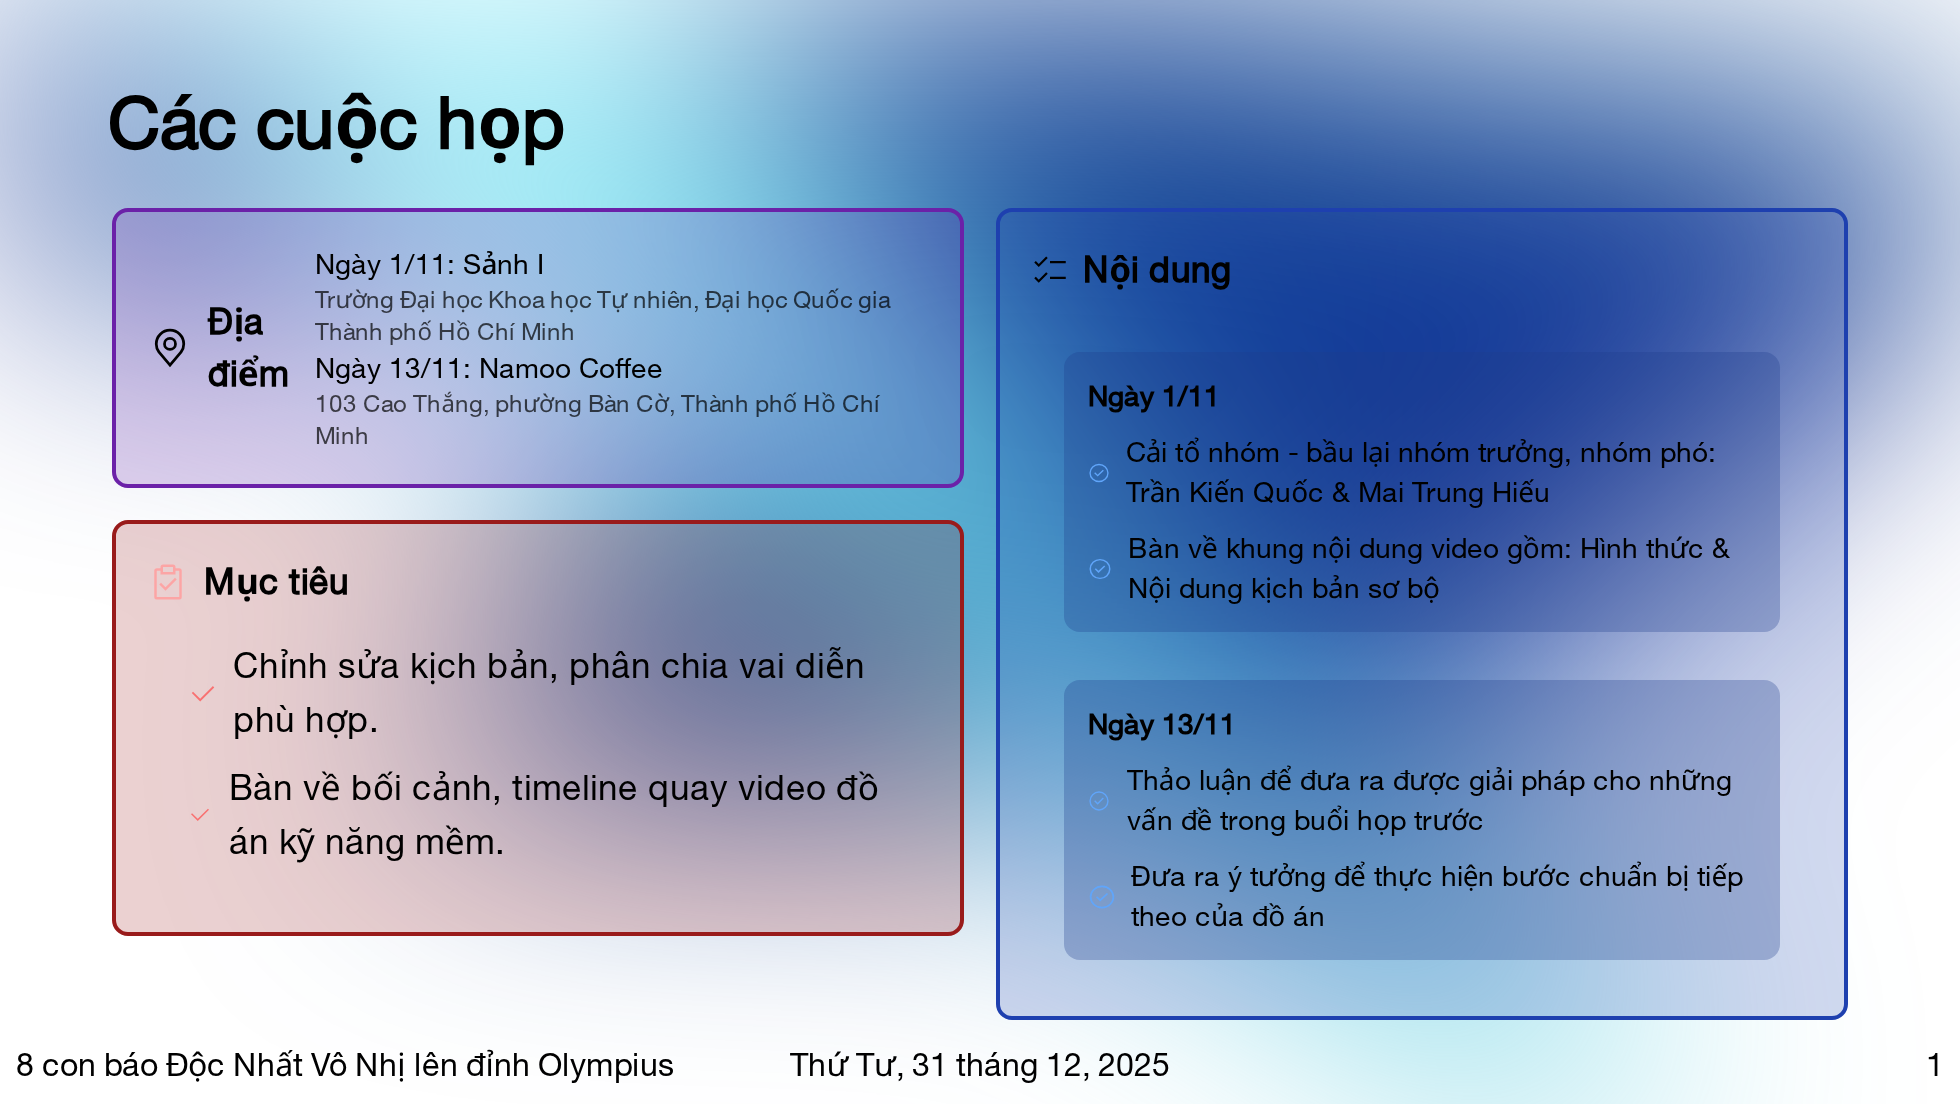 Các cuộc họp
Địa
điểm
Ngày 1/11: Sảnh I
Trường Đại học Khoa học Tự nhiên, Đại học Quốc gia
Thành phố Hồ Chí Minh
Ngày 13/11: Namoo Coffee
103 Cao Thắng, phường Bàn Cờ, Thành phố Hồ Chí
Minh
Mục tiêu
Chỉnh sửa kịch bản, phân chia vai diễn
phù hợp.
Bàn về bối cảnh, timeline quay video đồ
án kỹ năng mềm.
Nội dung
Ngày 1/11
Cải tổ nhóm - bầu lại nhóm trưởng, nhóm phó:
Trần Kiến Quốc & Mai Trung Hiếu
Bàn về khung nội dung video gồm: Hình thức &
Nội dung kịch bản sơ bộ
Ngày 13/11
Thảo luận để đưa ra được giải pháp cho những
vấn đề trong buổi họp trước
Đưa ra ý tưởng để thực hiện bước chuẩn bị tiếp
theo của đồ án
8 con báo Độc Nhất Vô Nhị lên đỉnh Olympius
Thứ Tư, 31 tháng 12, 2025
1